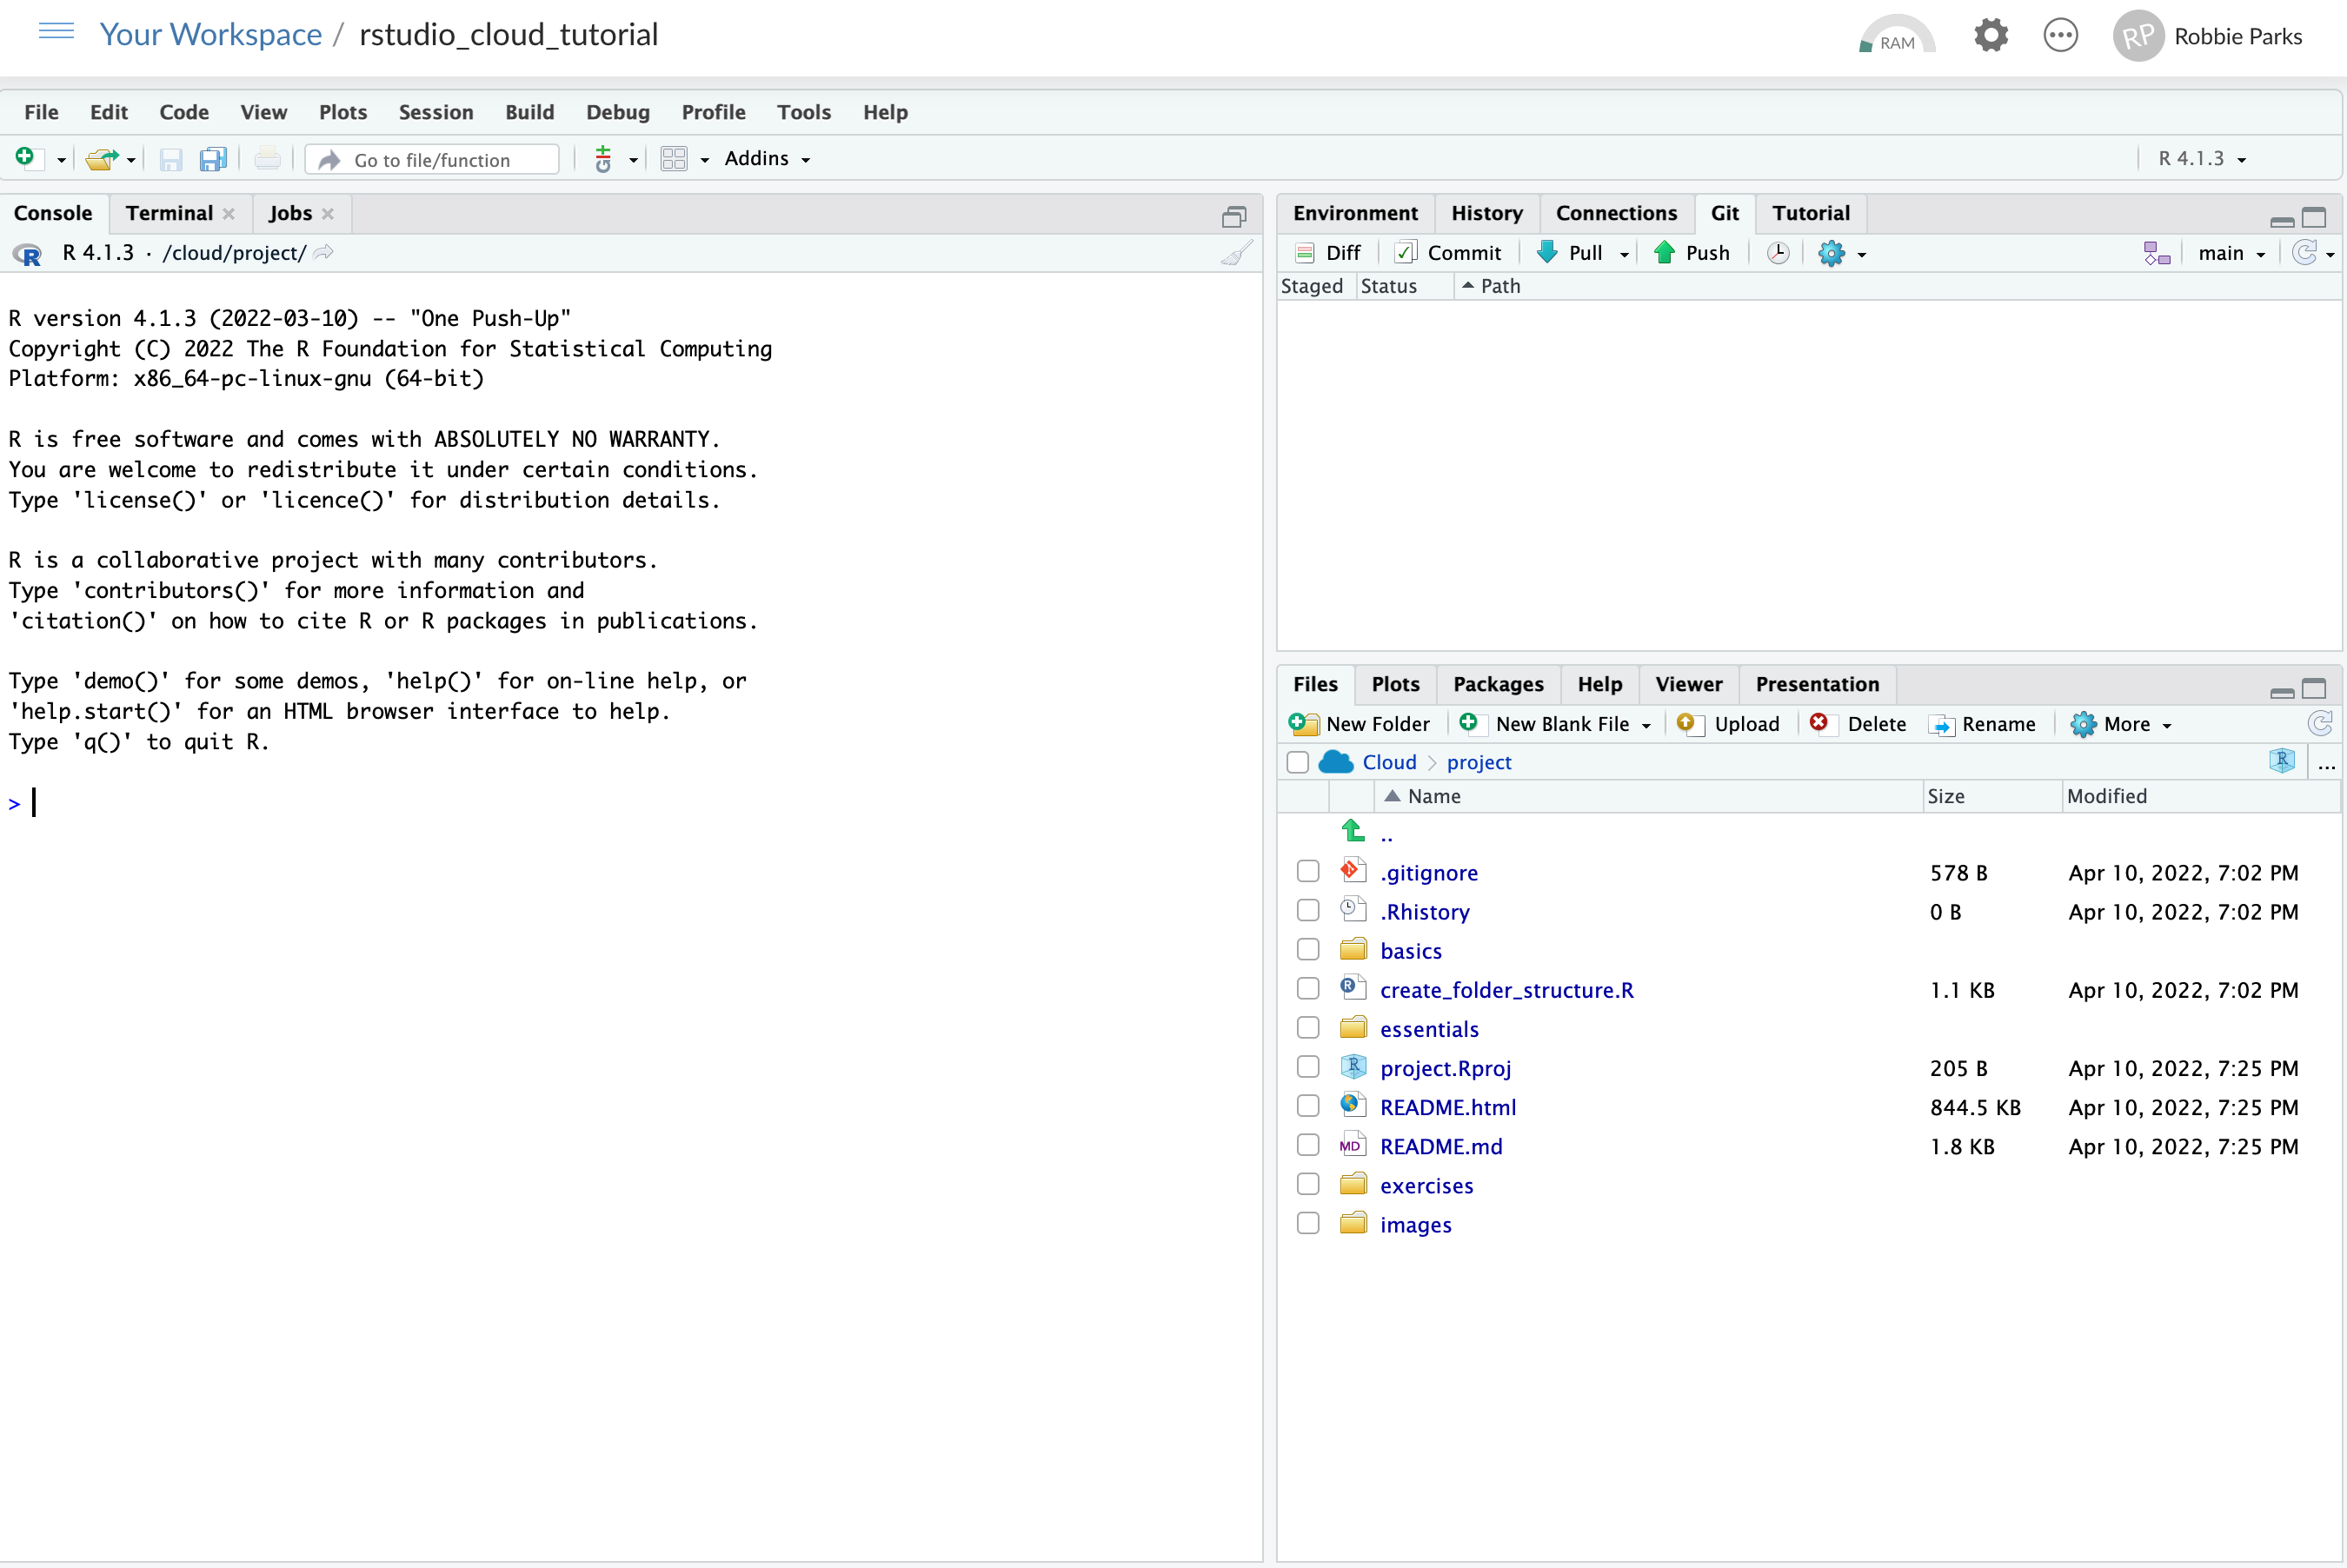 Your Workspace / rstudio_cloud_tutorial
RAM
RP Robbie Parks
File Edit Code View Plots Session Build Debug Profile Tools Help
Go to file/function
Addins
R 4.1.3
Console Terminal Jobs
R 4.1.3 · /cloud/project/
R version 4.1.3 (2022-03-10) -- "One Push-Up"
Copyright (C) 2022 The R Foundation for Statistical Computing
Platform: x86_64-pc-linux-gnu (64-bit)
R is free software and comes with ABSOLUTELY NO WARRANTY.
You are welcome to redistribute it under certain conditions.
Type 'license()' or 'licence()' for distribution details.
R is a collaborative project with many contributors.
Type 'contributors()' for more information and
'citation()' on how to cite R or R packages in publications.
Type 'demo()' for some demos, 'help()' for on-line help, or
'help.start()' for an HTML browser interface to help.
Type 'q()' to quit R.
>
Environment History Connections Git Tutorial
Diff Commit Pull Push main
Staged Status Path
Files Plots Packages Help Viewer Presentation
New Folder New Blank File Upload Delete Rename More
Cloud project ...
Name Size Modified
..
.gitignore 578 B Apr 10, 2022, 7:02 PM
.Rhistory 0 B Apr 10, 2022, 7:02 PM
basics
create_folder_structure.R 1.1 KB Apr 10, 2022, 7:02 PM
essentials
project.Rproj 205 B Apr 10, 2022, 7:25 PM
README.html 844.5 KB Apr 10, 2022, 7:25 PM
MD README.md 1.8 KB Apr 10, 2022, 7:25 PM
exercises
images